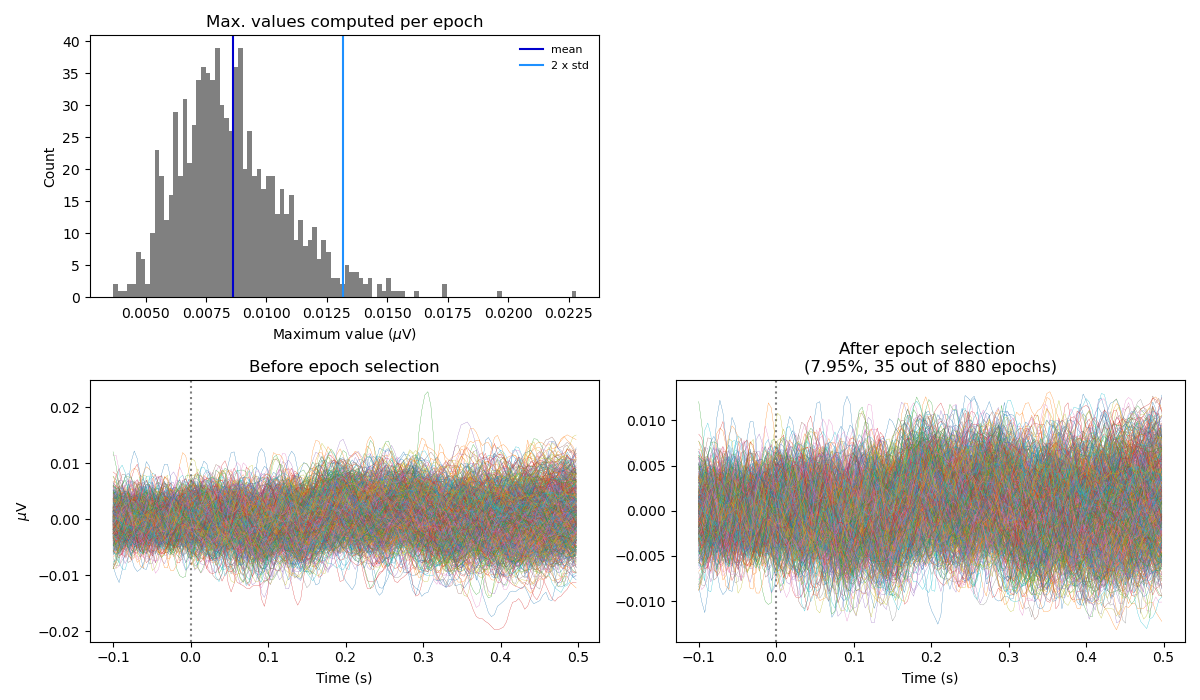 Max. values computed per epoch
40
35
30
25
20
15
10
5
0
Count
mean
2 x std
0.0050 0.0075 0.0100 0.0125 0.0150 0.0175 0.0200 0.0225
Maximum value (μV)
Before epoch selection
0.02
0.01
0.00
−0.01
−0.02
μV
−0.1 0.0 0.1 0.2 0.3 0.4 0.5
Time (s)
After epoch selection
(7.95%, 35 out of 880 epochs)
0.010
0.005
0.000
−0.005
−0.010
−0.1 0.0 0.1 0.2 0.3 0.4 0.5
Time (s)